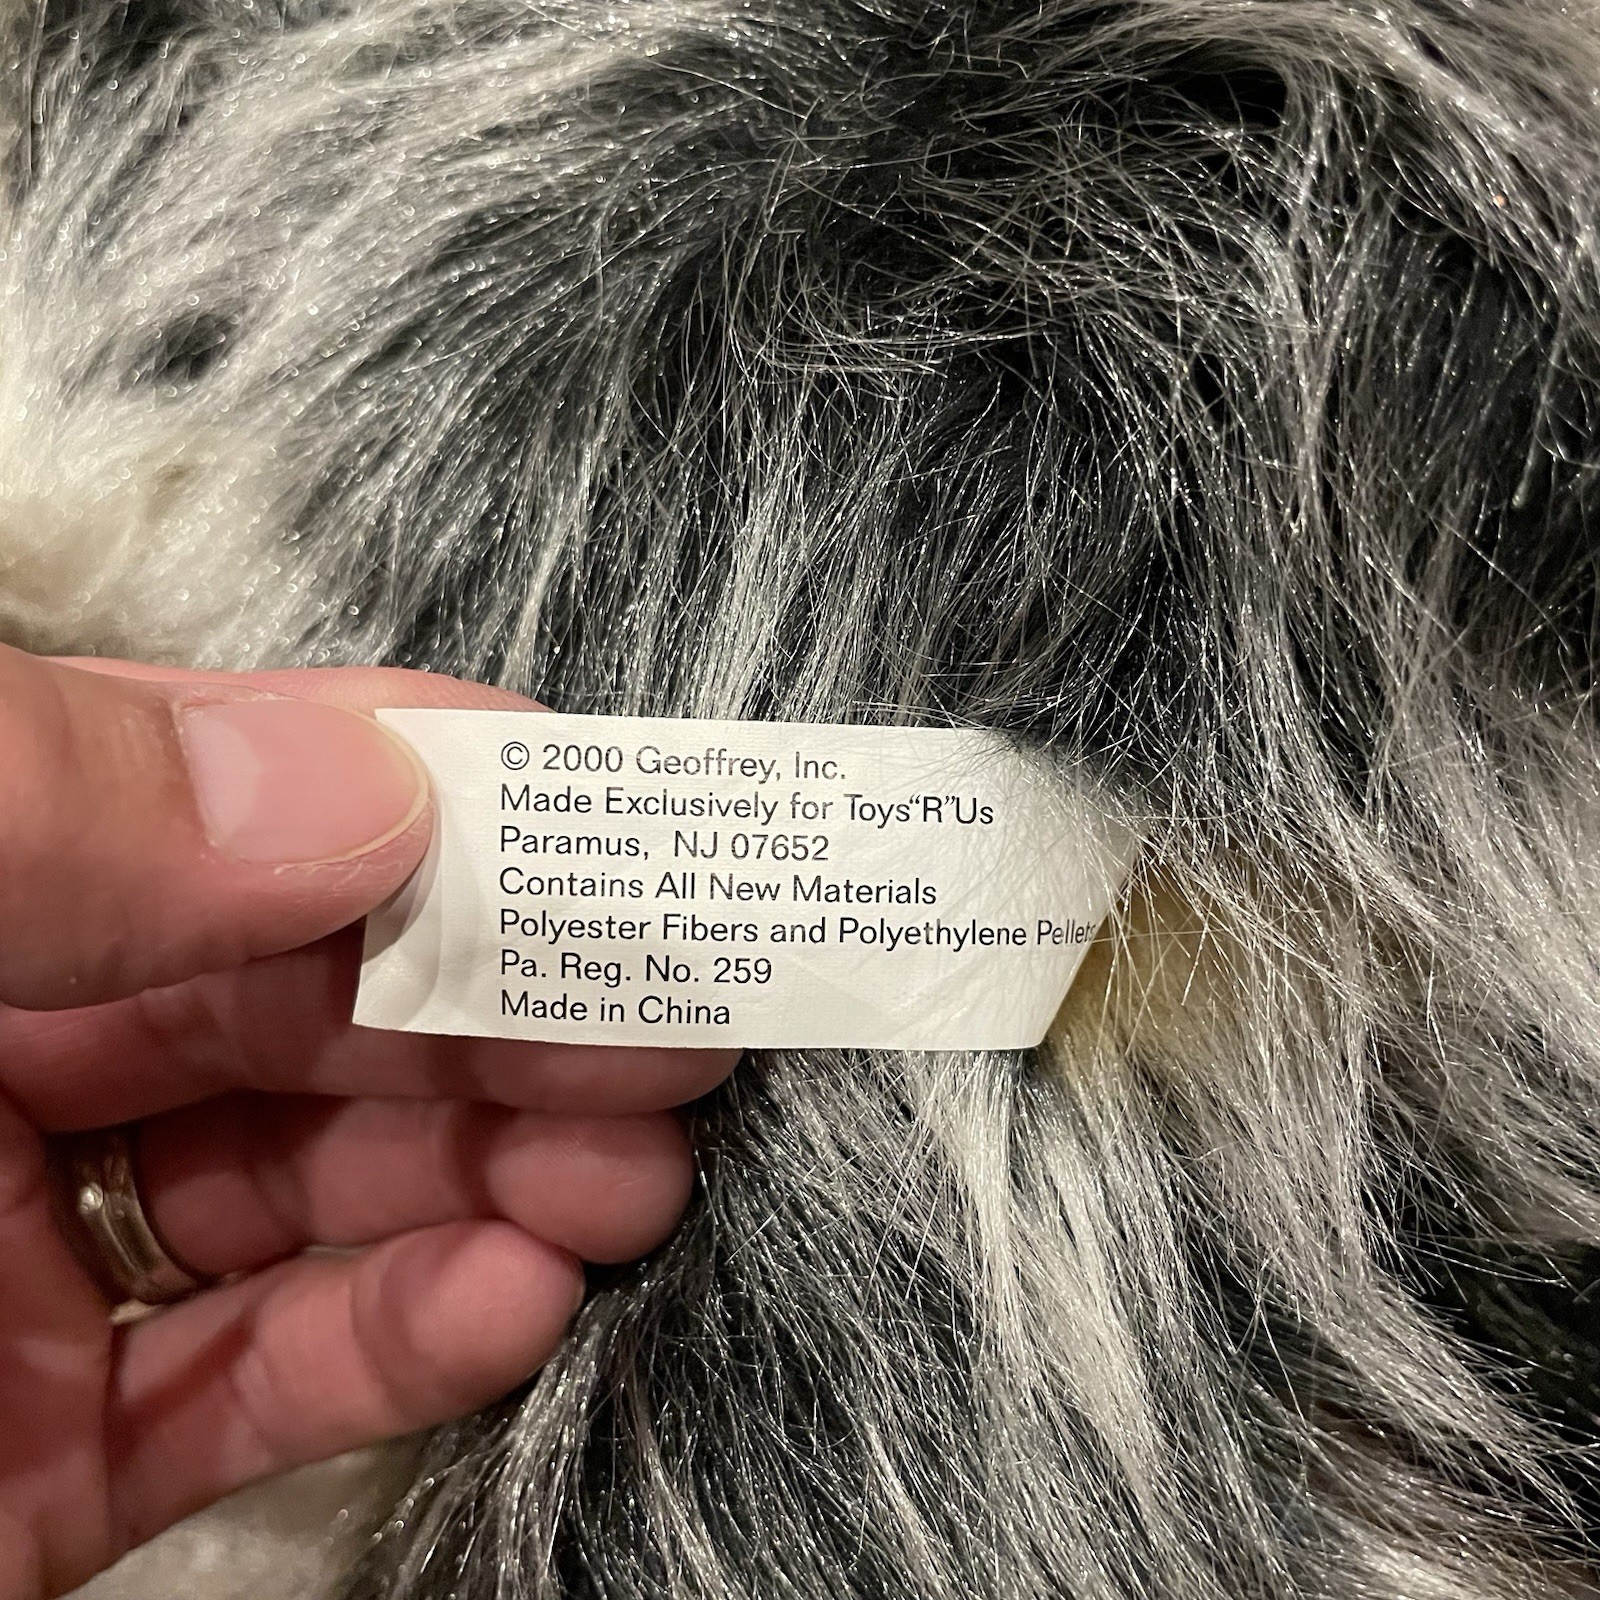 © 2000 Geoffrey, Inc.
Made Exclusively for Toys“R”Us
Paramus, NJ 07652
Contains All New Materials
Polyester Fibers and Polyethylene Pellets
Pa. Reg. No. 259
Made in China